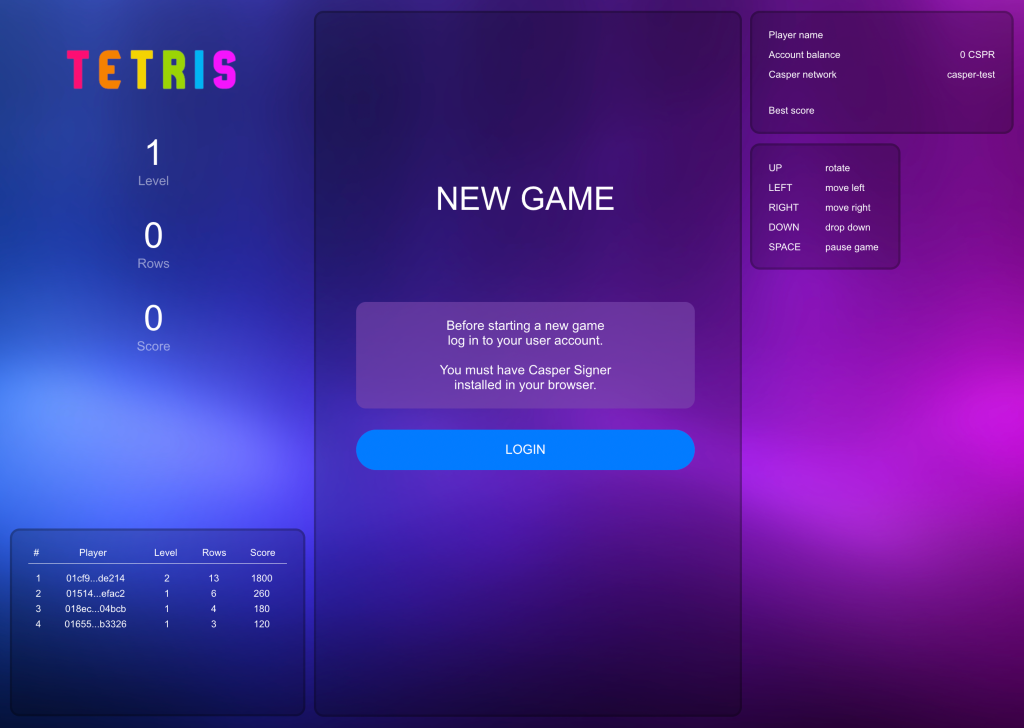 TETRIS
1
Level
0
Rows
0
Score
# Player Level Rows Score
1 01cf9...de214 2 13 1800
2 01514...efac2 1 6 260
3 018ec...04bcb 1 4 180
4 01655...b3326 1 3 120
NEW GAME
Before starting a new game
log in to your user account.
You must have Casper Signer
installed in your browser.
LOGIN
Player name
Account balance 0 CSPR
Casper network casper-test
Best score
UP rotate
LEFT move left
RIGHT move right
DOWN drop down
SPACE pause game